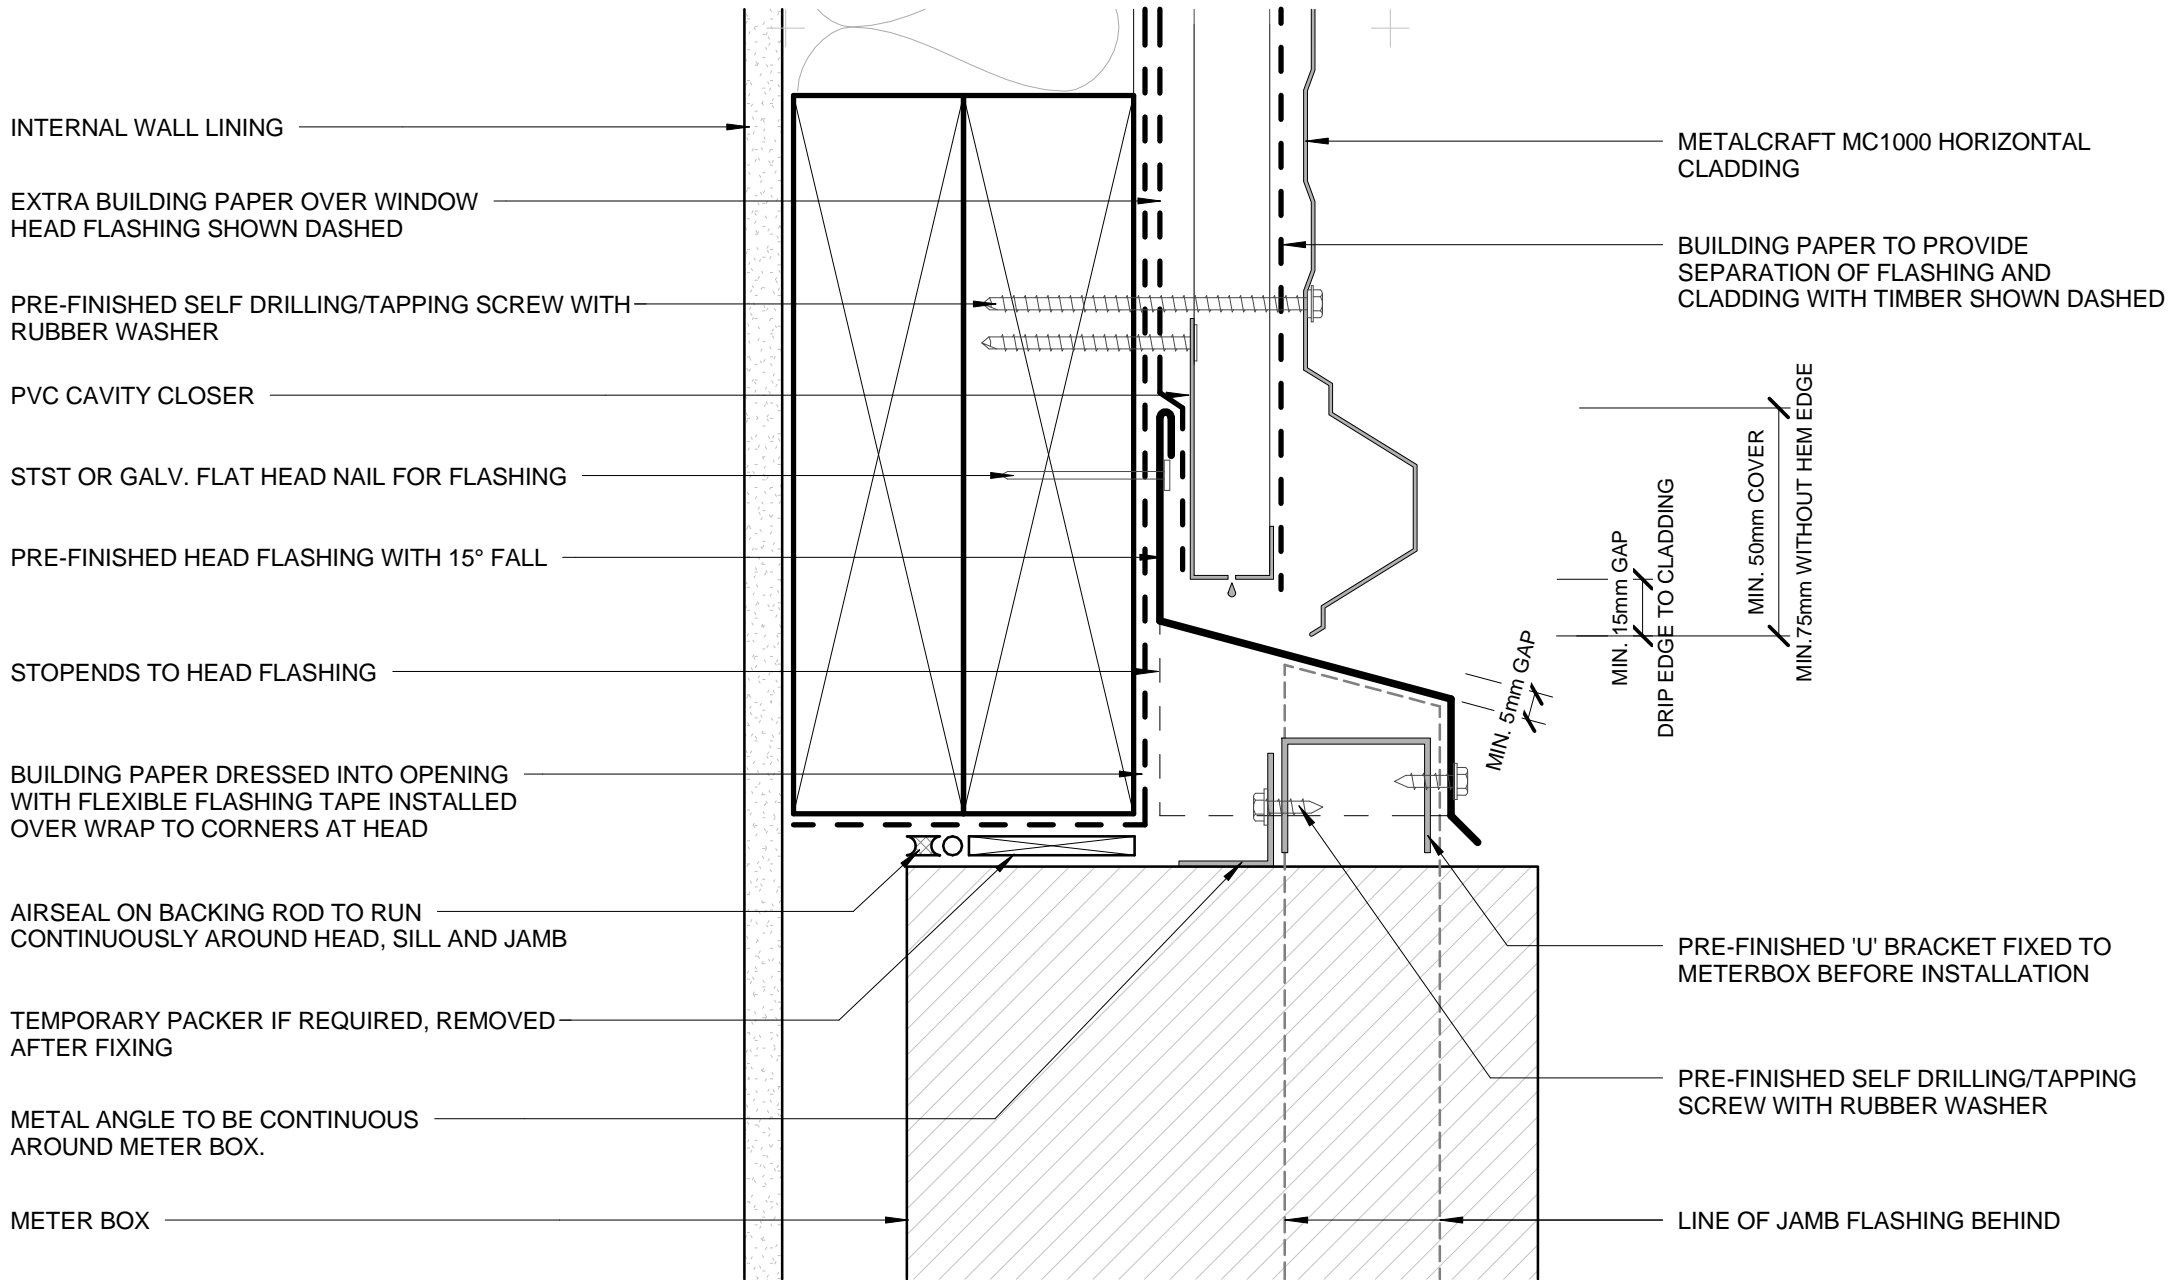 INTERNAL WALL LINING
EXTRA BUILDING PAPER OVER WINDOW
HEAD FLASHING SHOWN DASHED
PRE-FINISHED SELF DRILLING/TAPPING SCREW WITH
RUBBER WASHER
PVC CAVITY CLOSER
STST OR GALV. FLAT HEAD NAIL FOR FLASHING
PRE-FINISHED HEAD FLASHING WITH 15° FALL
STOPENDS TO HEAD FLASHING
BUILDING PAPER DRESSED INTO OPENING
WITH FLEXIBLE FLASHING TAPE INSTALLED
OVER WRAP TO CORNERS AT HEAD
AIRSEAL ON BACKING ROD TO RUN
CONTINUOUSLY AROUND HEAD, SILL AND JAMB
TEMPORARY PACKER IF REQUIRED, REMOVED
AFTER FIXING
METAL ANGLE TO BE CONTINUOUS
AROUND METER BOX.
METER BOX
METALCRAFT MC1000 HORIZONTAL
CLADDING
BUILDING PAPER TO PROVIDE
SEPARATION OF FLASHING AND
CLADDING WITH TIMBER SHOWN DASHED
MIN. 5mm GAP
MIN. 15mm GAP
DRIP EDGE TO CLADDING
MIN. 50mm COVER
MIN.75mm WITHOUT HEM EDGE
PRE-FINISHED 'U' BRACKET FIXED TO
METERBOX BEFORE INSTALLATION
PRE-FINISHED SELF DRILLING/TAPPING
SCREW WITH RUBBER WASHER
LINE OF JAMB FLASHING BEHIND